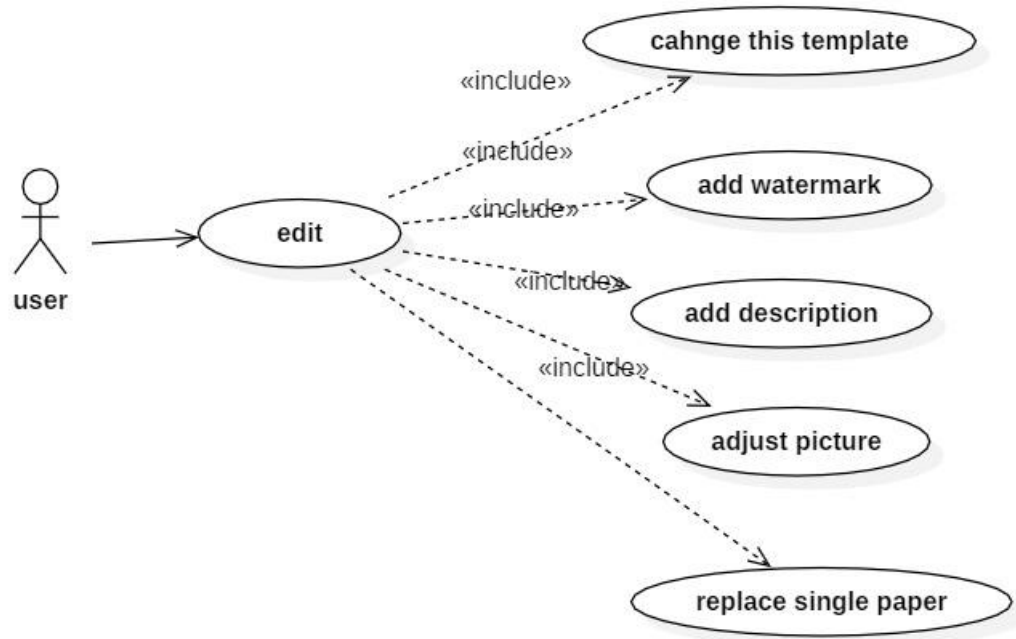 cahnge this template
«include»
«include»
add watermark
«include»
edit
«include»
user
add description
«include»
adjust picture
replace single paper